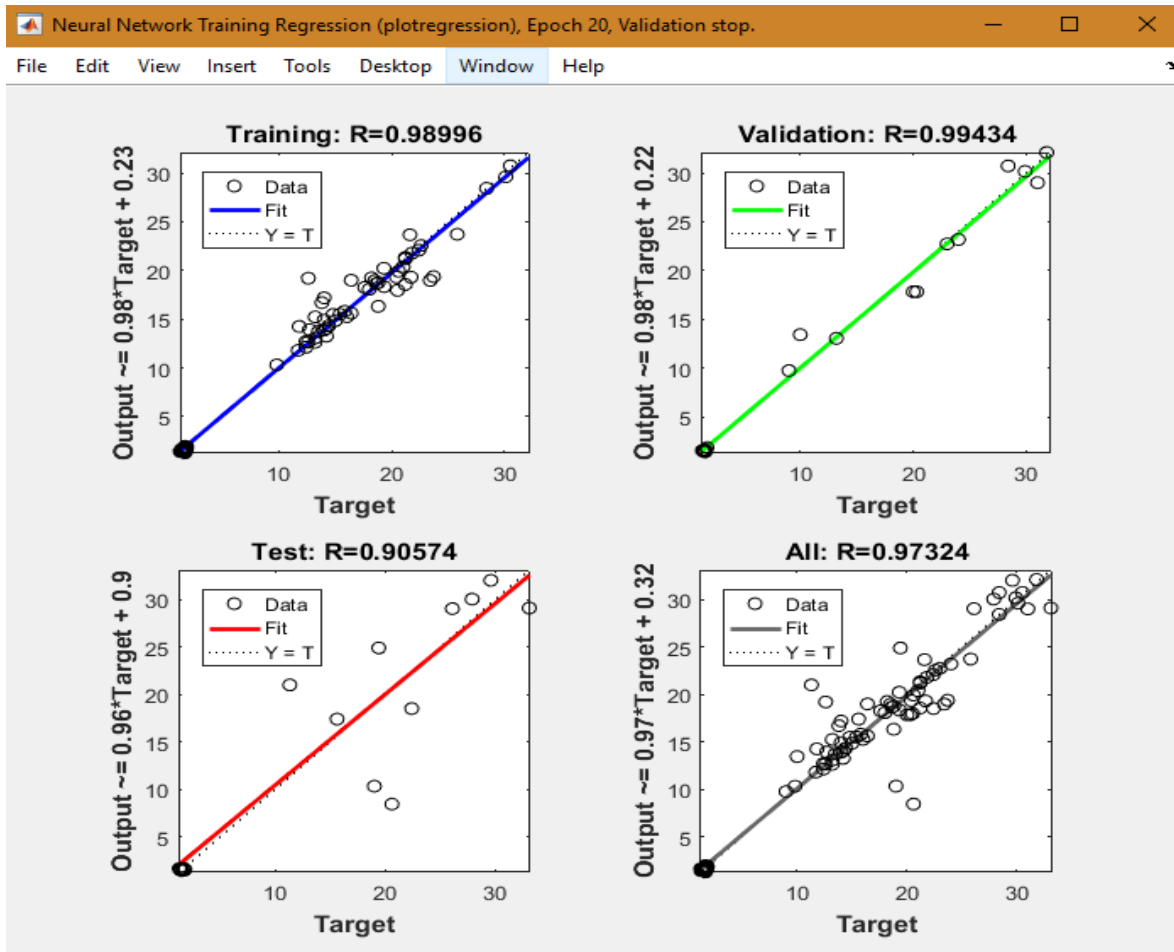 Neural Network Training Regression (plotregression), Epoch 20, Validation stop.
File Edit View Insert Tools Desktop Window Help
Training: R=0.98996
Output ~= 0.98*Target + 0.23
Data
Fit
Y = T
30
25
20
15
10
5
10 20 30
Target
Validation: R=0.99434
Output ~= 0.98*Target + 0.22
Data
Fit
Y = T
30
25
20
15
10
5
10 20 30
Target
Test: R=0.90574
Output ~= 0.96*Target + 0.9
Data
Fit
Y = T
30
25
20
15
10
5
10 20 30
Target
All: R=0.97324
Output ~= 0.97*Target + 0.32
Data
Fit
Y = T
30
25
20
15
10
5
10 20 30
Target